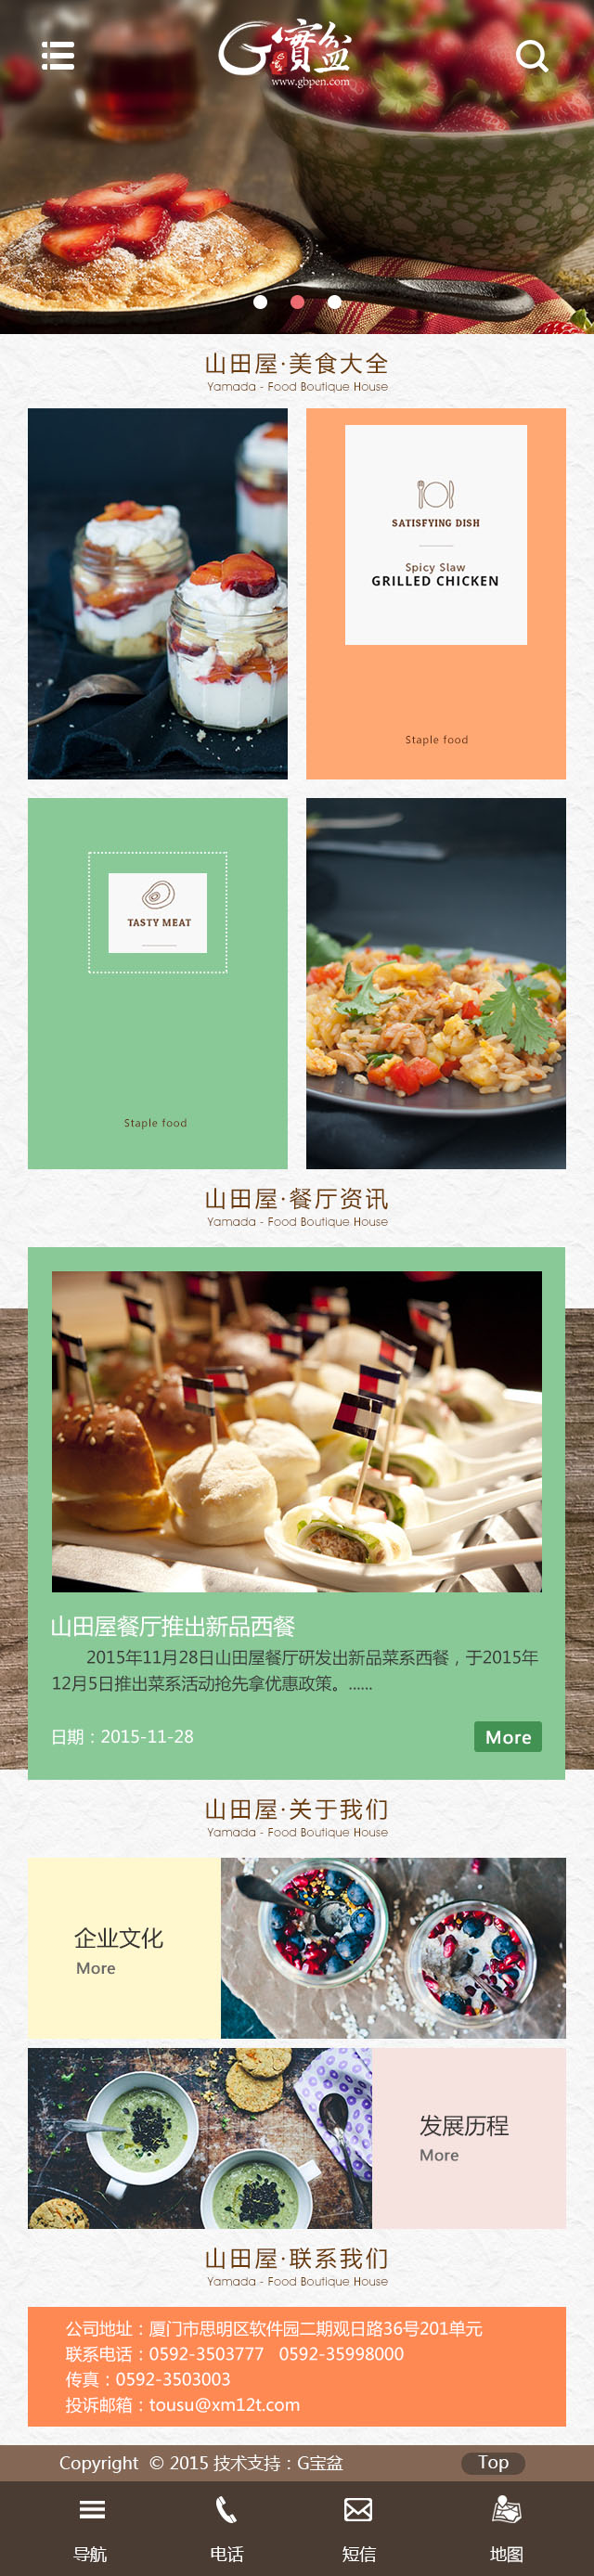 G寶盆
www.gbpen.com
山田屋·美食大全
Yamada - Food Boutique House
SATISFYING DISH
Spicy Slaw
GRILLED CHICKEN
Staple food
TASTY MEAT
Staple food
山田屋·餐厅资讯
Yamada - Food Boutique House
山田屋餐厅推出新品西餐
2015年11月28日山田屋餐厅研发出新品菜系西餐，于2015年
12月5日推出菜系活动抢先拿优惠政策。......
日期：2015-11-28
More
山田屋·关于我们
Yamada - Food Boutique House
企业文化
More
发展历程
More
山田屋·联系我们
Yamada - Food Boutique House
公司地址：厦门市思明区软件园二期观日路36号201单元
联系电话：0592-3503777 0592-35998000
传真：0592-3503003
投诉邮箱：tousu@xm12t.com
Copyright © 2015 技术支持：G宝盆
Top
导航
电话
短信
地图